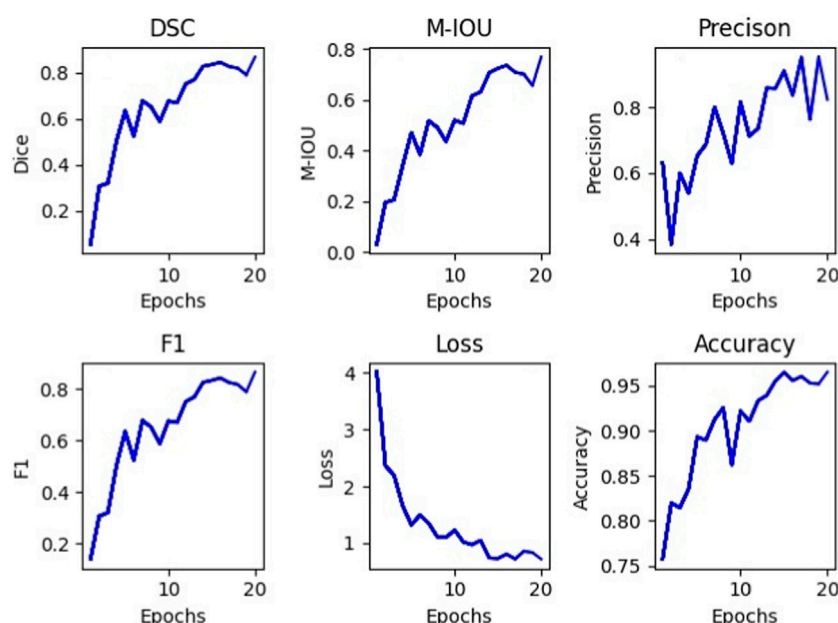 DSC
M-IOU
Precison
0.8
0.6
0.4
0.2
Dice
10
20
Epochs
0.8
0.6
0.4
0.2
0.0
M-IOU
10
20
Epochs
0.8
0.6
0.4
Precision
10
20
Epochs
F1
Loss
Accuracy
0.8
0.6
0.4
0.2
F1
10
20
Epochs
4
3
2
1
Loss
10
20
Epochs
0.95
0.90
0.85
0.80
0.75
Accuracy
10
20
Epochs